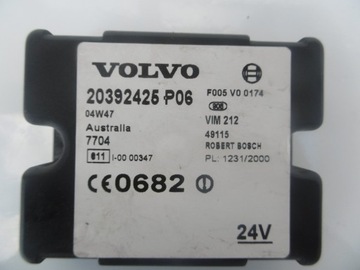 VOLVO
20392425 P06
F005 V0 0174
04W47
VIM 212
Australia
49115
7704
ROBERT BOSCH
e11 I-00 00347
PL: 1231/2000
CE0682
24V